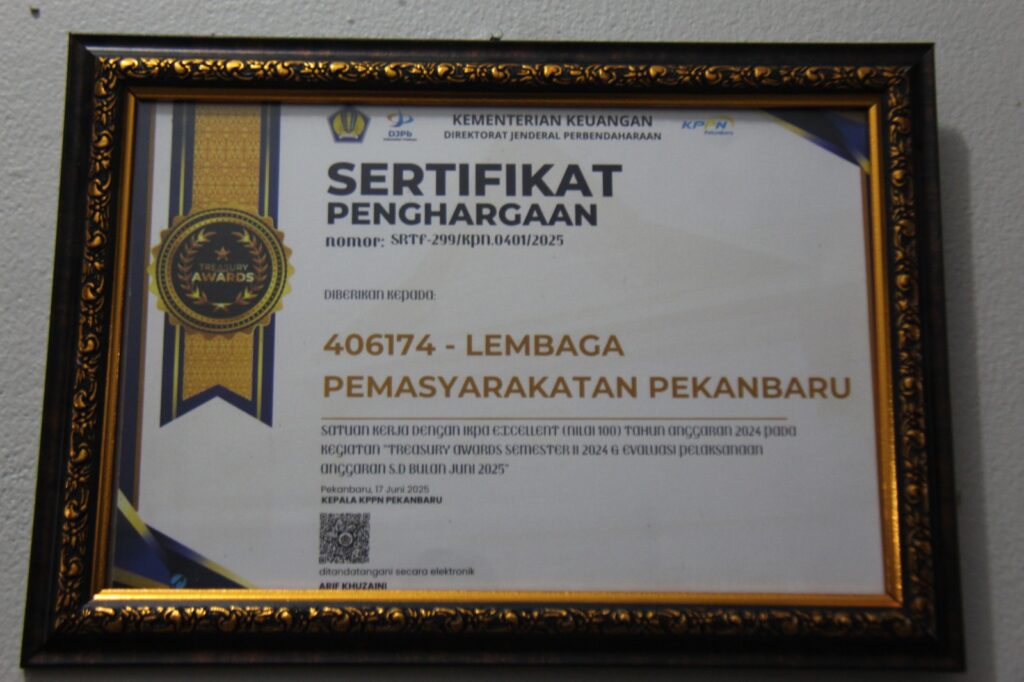 KEMENTERIAN KEUANGAN
DIREKTORAT JENDERAL PERBENDAHARAAN
DJPb
KPPN
Pekanbaru
SERTIFIKAT
PENGHARGAAN
nomor: SRTF-299/KPN.0401/2025
TREASURY
AWARDS
DIBERIKAN KEPADA:
406174 - LEMBAGA
PEMASYARAKATAN PEKANBARU
SATUAN KERJA DENGAN IKPA EXCELLENT (NILAI 100) TAHUN ANGGARAN 2024 PADA
KEGIATAN "TREASURY AWARDS SEMESTER II 2024 & EVALUASI PELAKSANAAN
ANGGARAN S.D BULAN JUNI 2025"
Pekanbaru, 17 Juni 2025
KEPALA KPPN PEKANBARU
ditandatangani secara elektronik
ARIF KHUZAINI